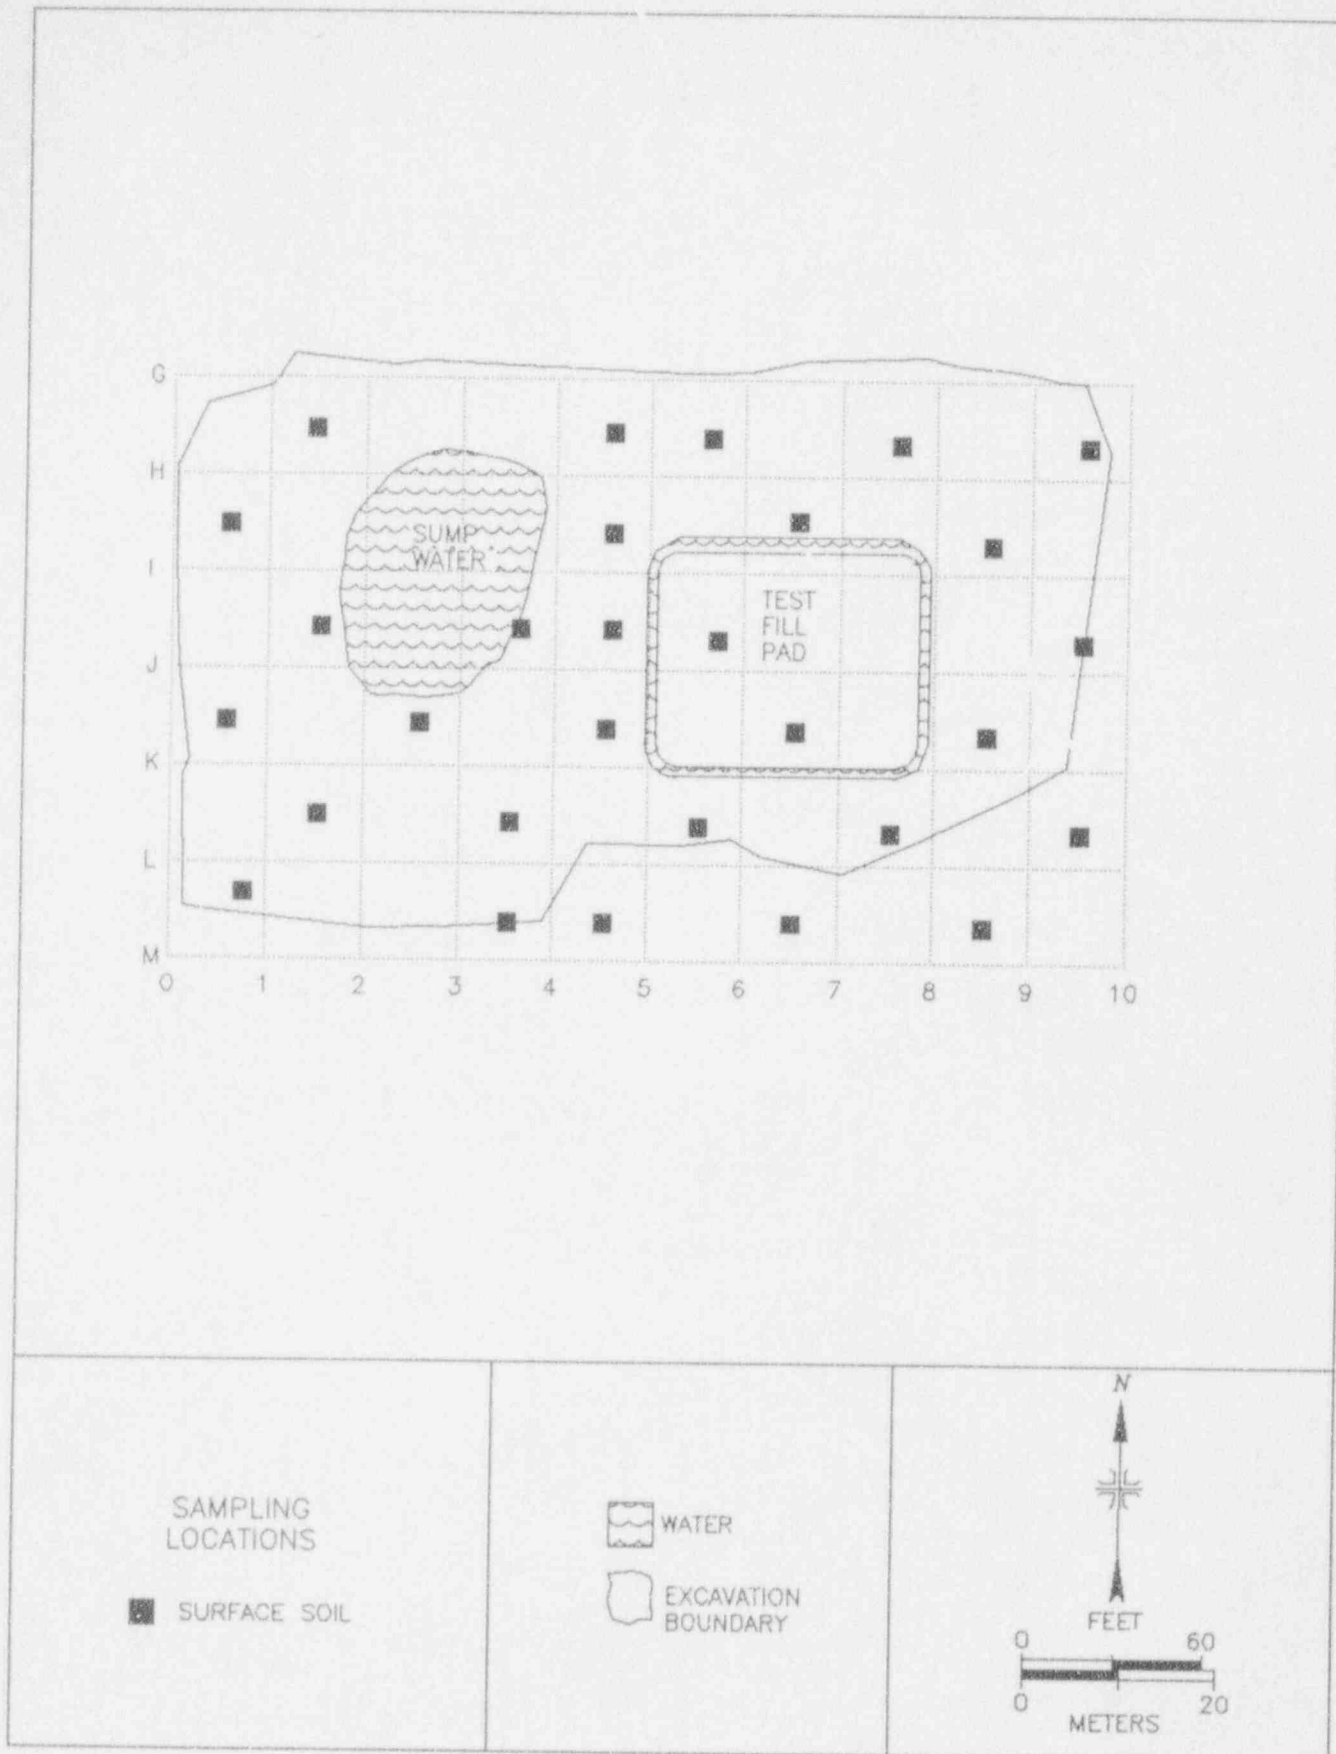 G
H
I
J
K
L
M
0 1 2 3 4 5 6 7 8 9 10
SUMP
WATER
TEST
FILL
PAD
SAMPLING
LOCATIONS
SURFACE SOIL
WATER
EXCAVATION
BOUNDARY
N
FEET
0 60
0 20
METERS